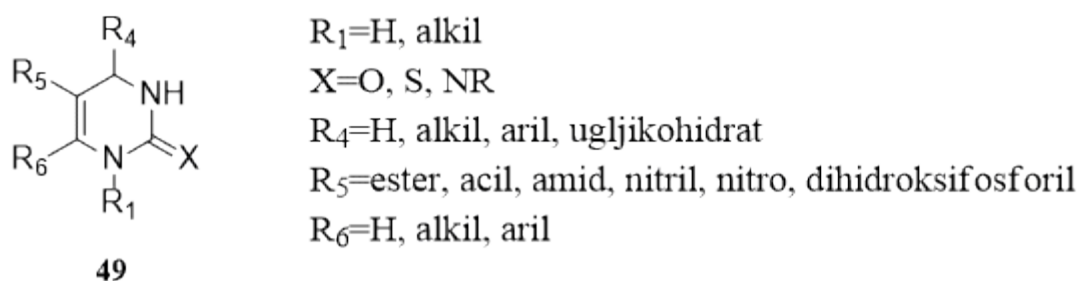 R4
R5
NH
R6
N
X
R1
49
R1=H, alkil
X=O, S, NR
R4=H, alkil, aril, ugljikohidrat
R5=ester, acil, amid, nitril, nitro, dihidroksifosforil
R6=H, alkil, aril